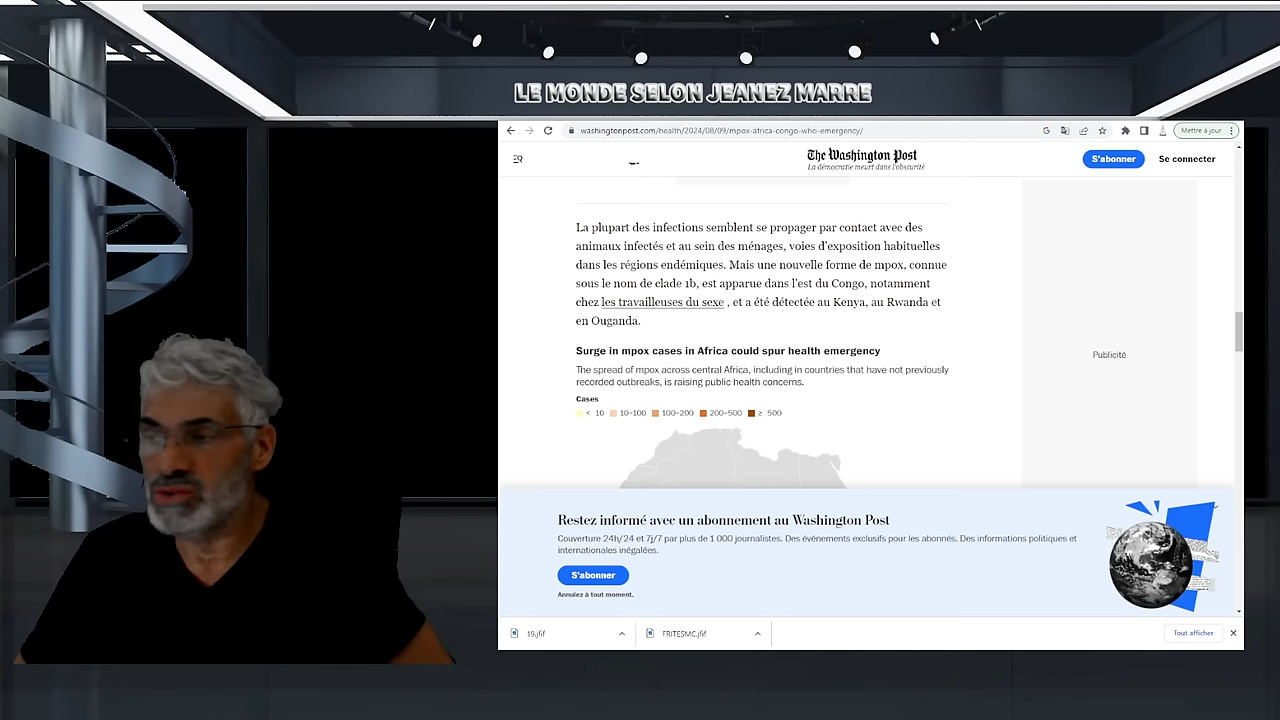 LE MONDE SELON JEANEZ MARRE
washingtonpost.com/health/2024/08/09/mpox-africa-congo-who-emergency/
Mettre à jour
The Washington Post
La démocratie meurt dans l'obscurité
S'abonner
Se connecter
La plupart des infections semblent se propager par contact avec des
animaux infectés et au sein des ménages, voies d'exposition habituelles
dans les régions endémiques. Mais une nouvelle forme de mpox, connue
sous le nom de clade 1b, est apparue dans l'est du Congo, notamment
chez les travailleuses du sexe , et a été détectée au Kenya, au Rwanda et
en Ouganda.
Surge in mpox cases in Africa could spur health emergency
The spread of mpox across central Africa, including in countries that have not previously
recorded outbreaks, is raising public health concerns.
Cases
< 10 10-100 100-200 200-500 ≥ 500
Publicité
Restez informé avec un abonnement au Washington Post
Couverture 24h/24 et 7j/7 par plus de 1 000 journalistes. Des événements exclusifs pour les abonnés. Des informations politiques et
internationales inégalées.
S'abonner
Annulez à tout moment.
19.jfif
FRITESMC.jfif
Tout afficher